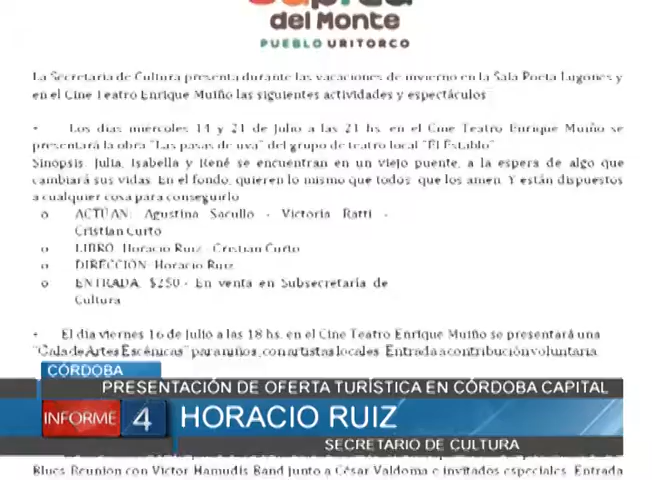 del Monte
PUEBLO URITORCO
La Secretaría de Cultura presenta durante las vacaciones de invierno en la Sala Poeta Lugones y
en el Cine Teatro Enrique Muiño las siguientes actividades y espectáculos
- Los días miércoles 14 y 21 de Julio a las 21 hs. en el Cine Teatro Enrique Muiño se
presentará la obra "Las pasas de uva" del grupo de teatro local "El Establo"
Sinopsis: Julia, Isabella y René se encuentran en un viejo puente, a la espera de algo que
cambiará sus vidas. En el fondo, quieren lo mismo que todos: que los amen. Y están dispuestos
a cualquier cosa para conseguirlo
o ACTÚAN: Agustina Sacullo - Victoria Ratti -
Cristian Curto
o LIBRO: Horacio Ruiz - Cristian Curto
o DIRECCIÓN: Horacio Ruiz
o ENTRADA: $250.- En venta en Subsecretaría de
Cultura
- El día viernes 16 de Julio a las 18 hs. en el Cine Teatro Enrique Muiño se presentará una
"Gala de Artes Escénicas" para niños, con artistas locales. Entrada a contribución voluntaria.
CÓRDOBA
PRESENTACIÓN DE OFERTA TURÍSTICA EN CÓRDOBA CAPITAL
INFORME 4 HORACIO RUIZ
SECRETARIO DE CULTURA
Blues Reunion con Victor Hamudis Band junto a César Valdoma e invitados especiales. Entrada